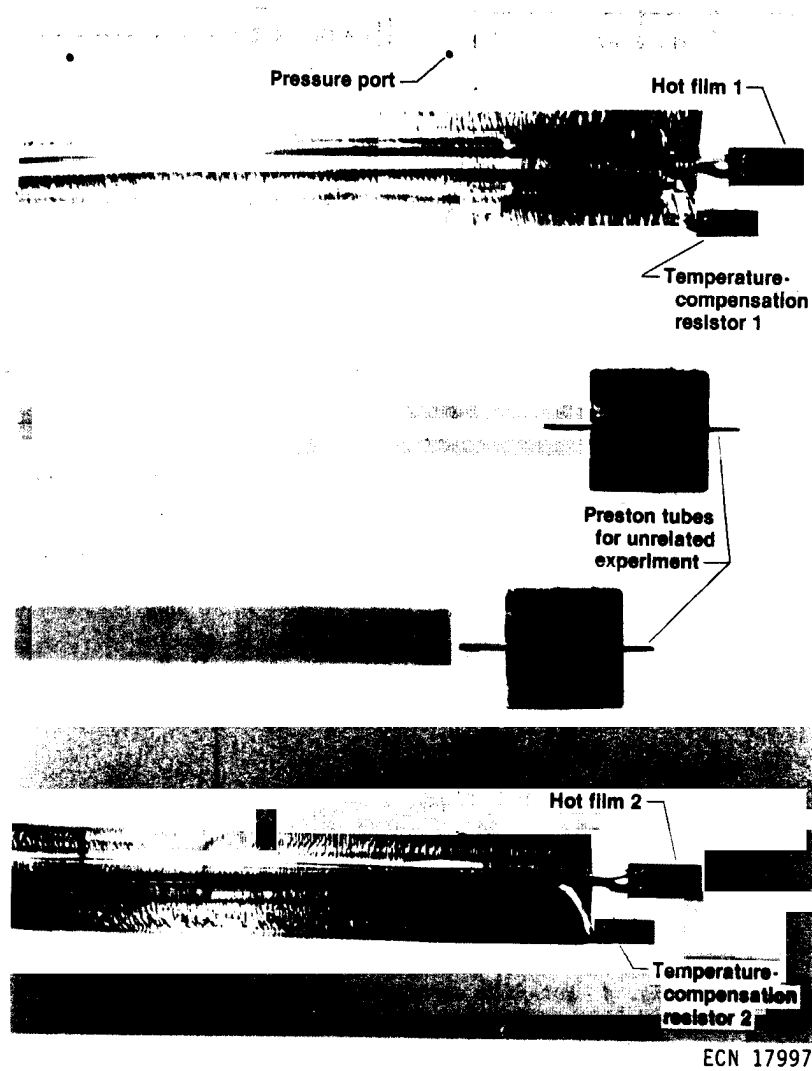 Pressure port
Hot film 1
Temperature-
compensation
resistor 1
Preston tubes
for unrelated
experiment
Hot film 2
Temperature-
compensation
resistor 2
ECN 17997